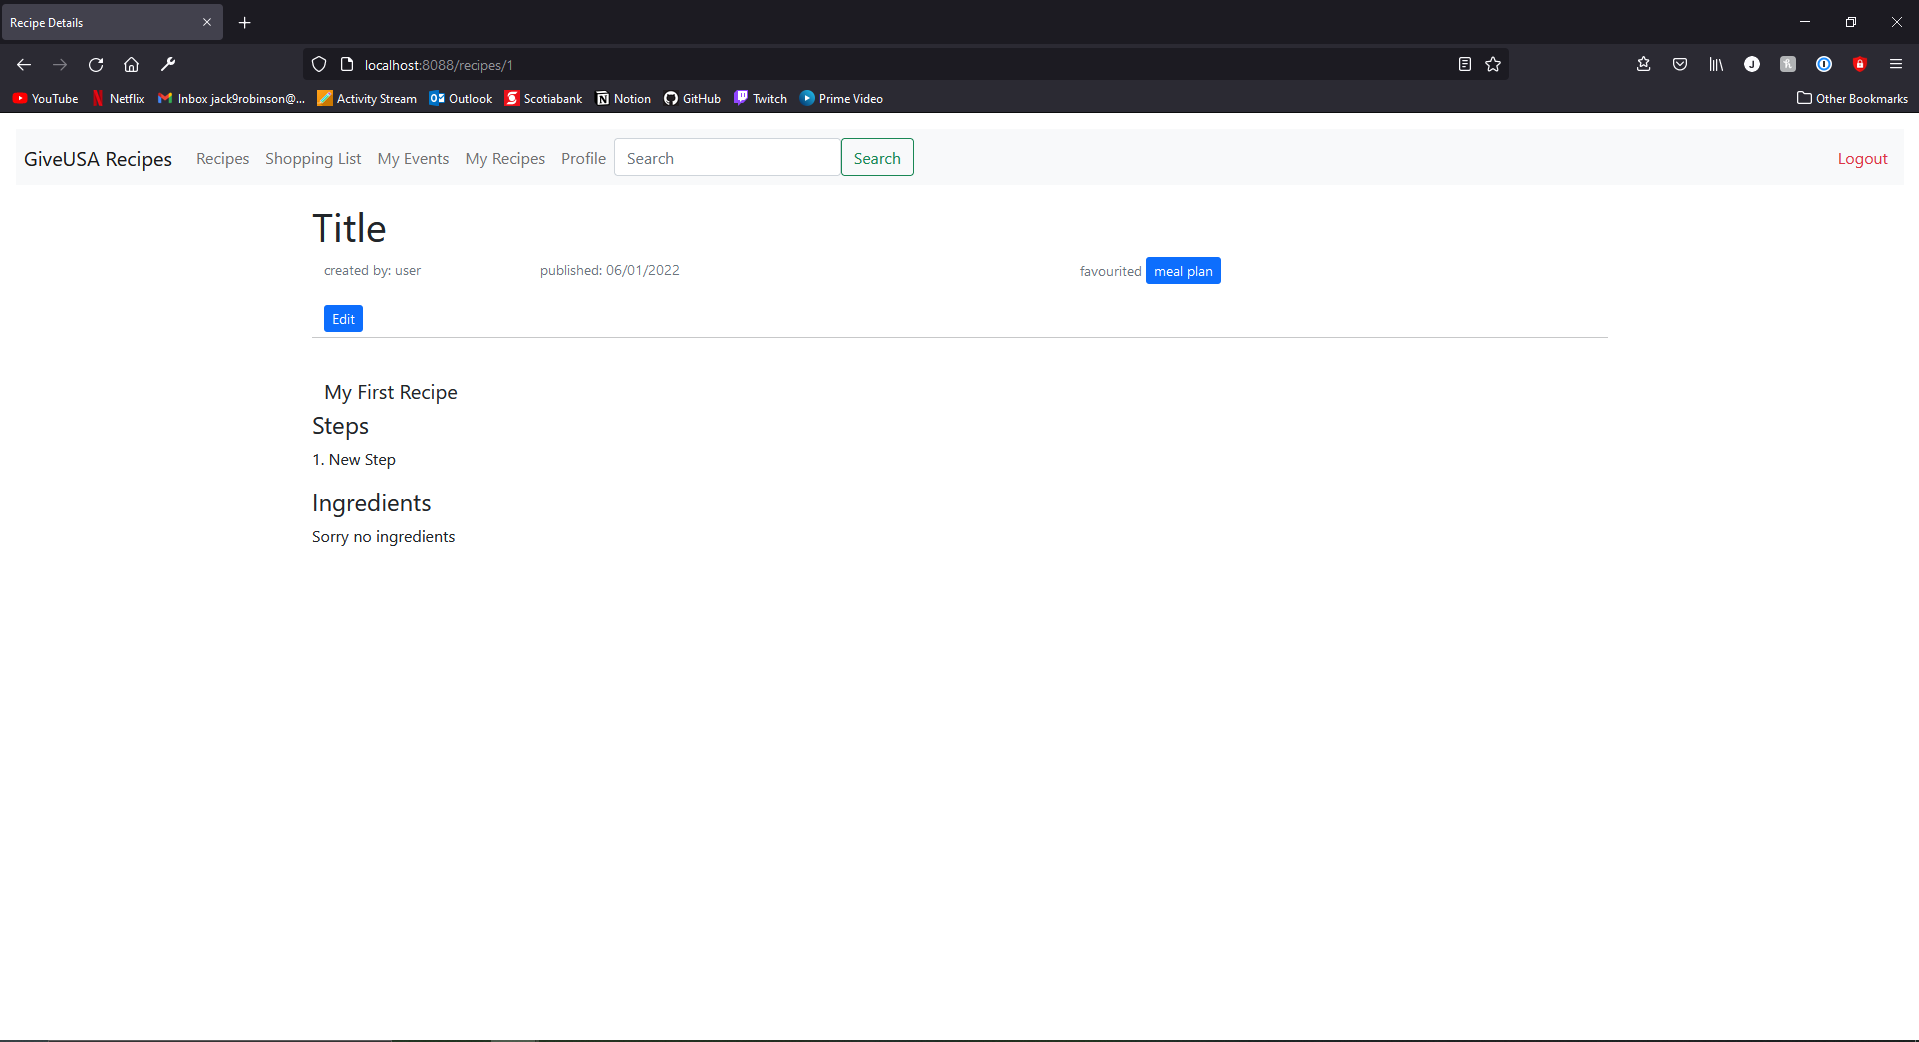 Recipe Details
localhost:8088/recipes/1
YouTube Netflix Inbox jack9robinson@... Activity Stream Outlook Scotiabank Notion GitHub Twitch Prime Video Other Bookmarks
GiveUSA Recipes Recipes Shopping List My Events My Recipes Profile Search Search Logout
Title
created by: user published: 06/01/2022 favourited meal plan
Edit
My First Recipe
Steps
1. New Step
Ingredients
Sorry no ingredients